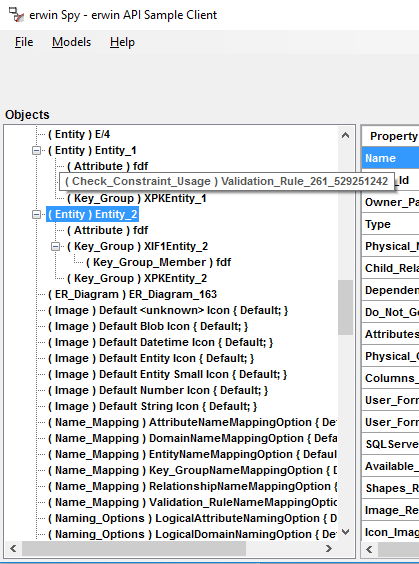 erwin Spy - erwin API Sample Client
File Models Help
Objects
( Entity ) E/4
( Entity ) Entity_1
( Attribute ) fdf
( Check_Constraint_Usage ) Validation_Rule_261_529251242
( Key_Group ) XPKEntity_1
( Entity ) Entity_2
( Attribute ) fdf
( Key_Group ) XIF1Entity_2
( Key_Group_Member ) fdf
( Key_Group ) XPKEntity_2
( ER_Diagram ) ER_Diagram_163
( Image ) Default <unknown> Icon { Default; }
( Image ) Default Blob Icon { Default; }
( Image ) Default Datetime Icon { Default; }
( Image ) Default Entity Icon { Default; }
( Image ) Default Entity Small Icon { Default; }
( Image ) Default Number Icon { Default; }
( Image ) Default String Icon { Default; }
( Name_Mapping ) AttributeNameMappingOption { Def
( Name_Mapping ) DomainNameMappingOption { Defa
( Name_Mapping ) EntityNameMappingOption { Default
( Name_Mapping ) Key_GroupNameMappingOption { D
( Name_Mapping ) RelationshipNameMappingOption { D
( Name_Mapping ) Validation_RuleNameMappingOptio
( Naming_Options ) LogicalAttributeNamingOption { De
( Naming_Options ) LogicalDomainNamingOption { De
Property
Name
_Id
Owner_Pa
Type
Physical_N
Child_Rela
Dependen
Do_Not_Ge
Attributes
Physical_C
Columns_
User_Form
User_Form
SQLServe
Available_
Shapes_R
Image_Re
Icon_Imag